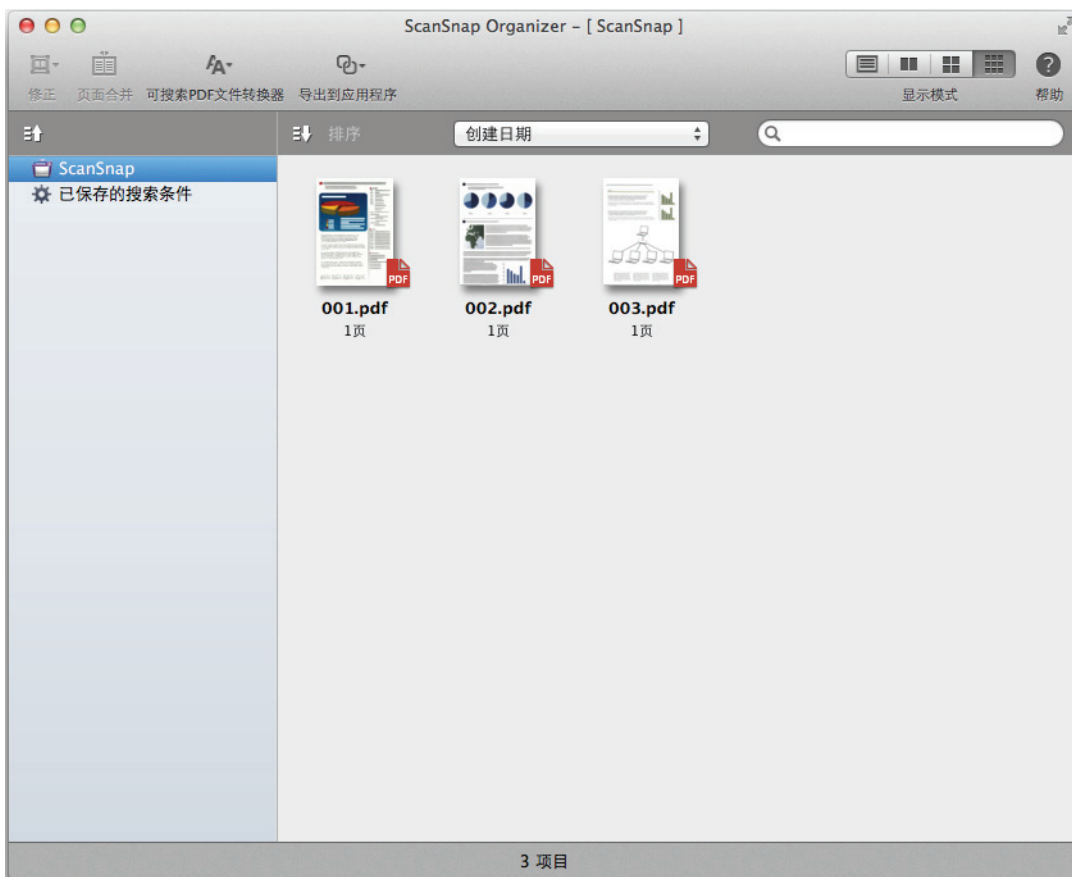 ScanSnap Organizer – [ ScanSnap ]
修正 页面合并 可搜索PDF文件转换器 导出到应用程序 显示模式 帮助
排序 创建日期
ScanSnap
已保存的搜索条件
PDF PDF PDF
001.pdf 002.pdf 003.pdf
1页 1页 1页
3 项目